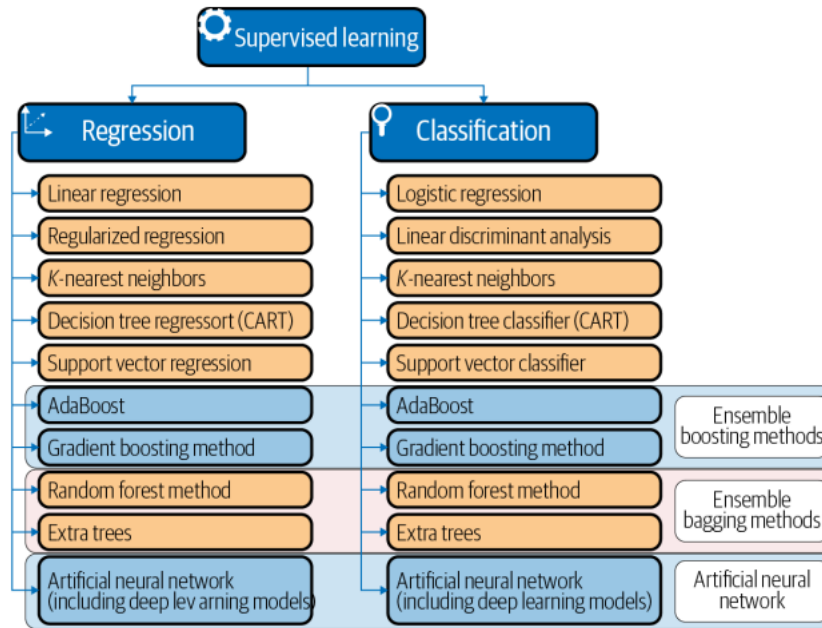 Supervised learning
Regression
Classification
Linear regression
Regularized regression
K-nearest neighbors
Decision tree regressort (CART)
Support vector regression
AdaBoost
Gradient boosting method
Random forest method
Extra trees
Artificial neural network
(including deep lev arning models)
Logistic regression
Linear discriminant analysis
K-nearest neighbors
Decision tree classifier (CART)
Support vector classifier
AdaBoost
Gradient boosting method
Random forest method
Extra trees
Artificial neural network
(including deep learning models)
Ensemble
boosting methods
Ensemble
bagging methods
Artificial neural
network